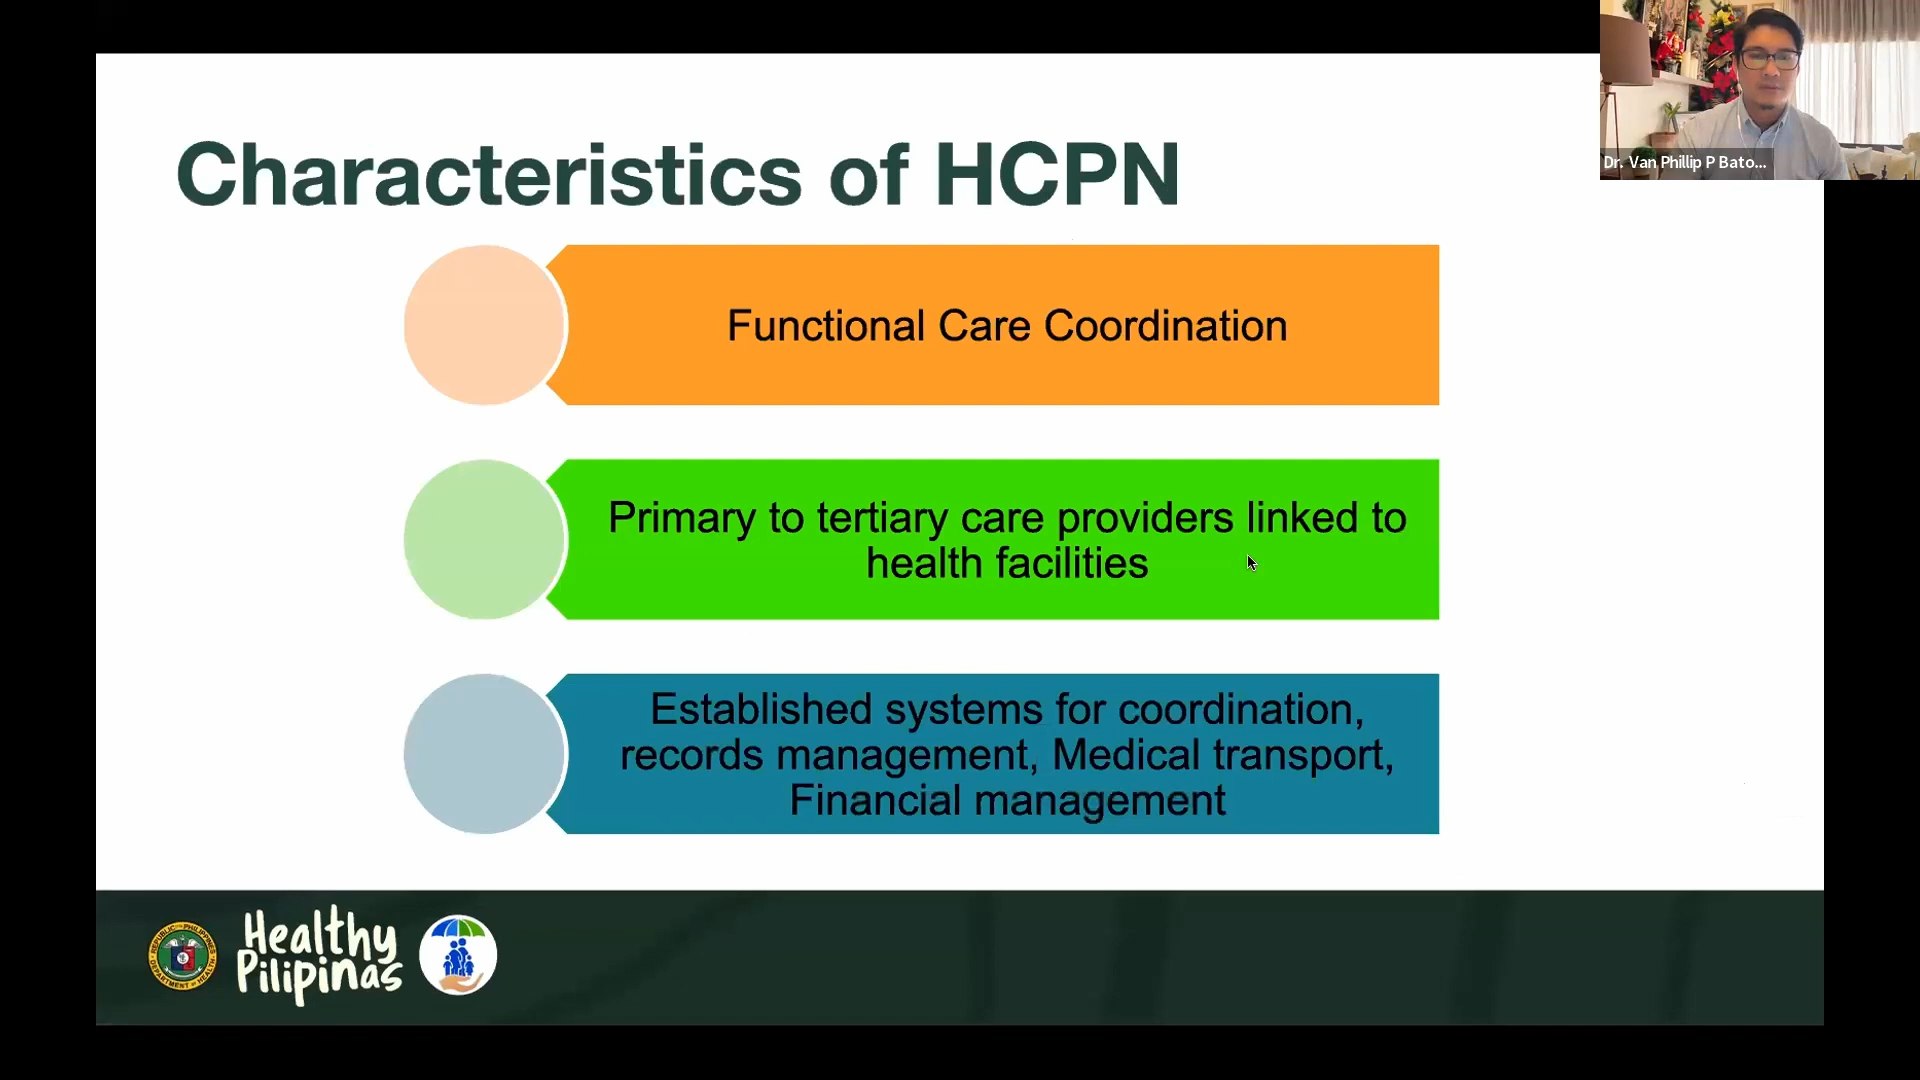 Dr. Van Phillip P Bato...
Characteristics of HCPN
Functional Care Coordination
Primary to tertiary care providers linked to
health facilities
Established systems for coordination,
records management, Medical transport,
Financial management
Healthy
Pilipinas